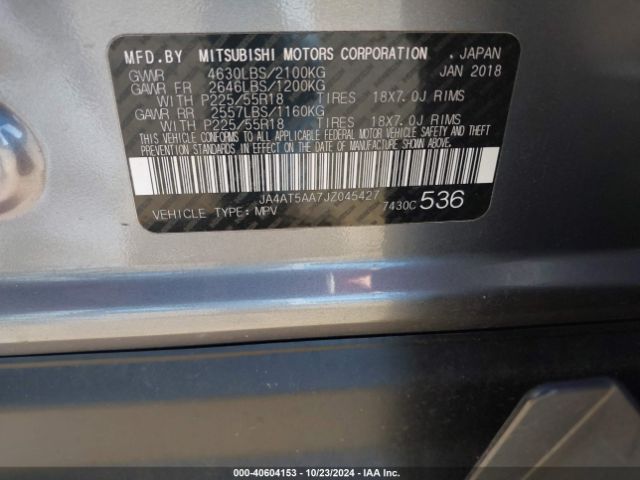 MFD.BY MITSUBISHI MOTORS CORPORATION . JAPAN
GVWR 4630LBS/2100KG JAN 2018
GAWR FR 2646LBS/1200KG
WITH P225/55R18 TIRES 18X7.0J RIMS
GAWR RR 2557LBS/1160KG
WITH P225/55R18 TIRES 18X7.0J RIMS
THIS VEHICLE CONFORMS TO ALL APPLICABLE FEDERAL MOTOR VEHICLE SAFETY AND THEFT
PREVENTION STANDARDS IN EFFECT ON THE DATE OF MANUFACTURE SHOWN ABOVE.
JA4AT5AA7JZ045427
VEHICLE TYPE: MPV 7430C 536
000-40604153 - 10/23/2024 - IAA Inc.